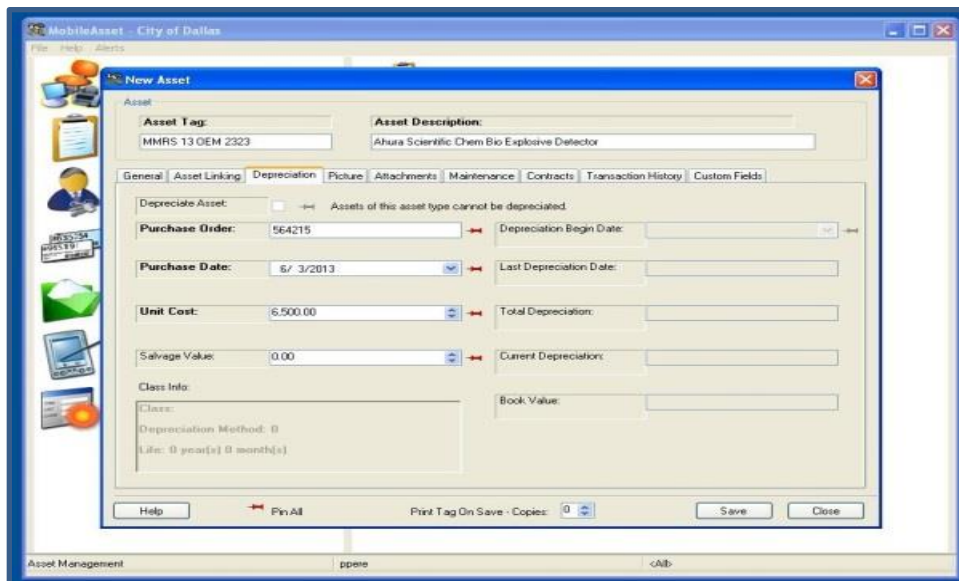 MobileAsset - City of Dallas
File Help Alerts
New Asset
Asset
Asset Tag: Asset Description:
MMRS 13 OEM 2323 Ahura Scientific Chem Bio Explosive Detector
General Asset Linking Depreciation Picture Attachments Maintenance Contracts Transaction History Custom Fields
Depreciate Asset: Assets of this asset type cannot be depreciated.
Purchase Order: 564215 Depreciation Begin Date:
Purchase Date: 6/ 3/2013 Last Depreciation Date:
Unit Cost: 6,500.00 Total Depreciation:
Salvage Value: 0.00 Current Depreciation:
Class Info: Book Value:
Class:
Depreciation Method: 0
Life: 0 year(s) 0 month(s)
Help Pin All Print Tag On Save - Copies: 0 Save Close
Asset Management ppere <All>